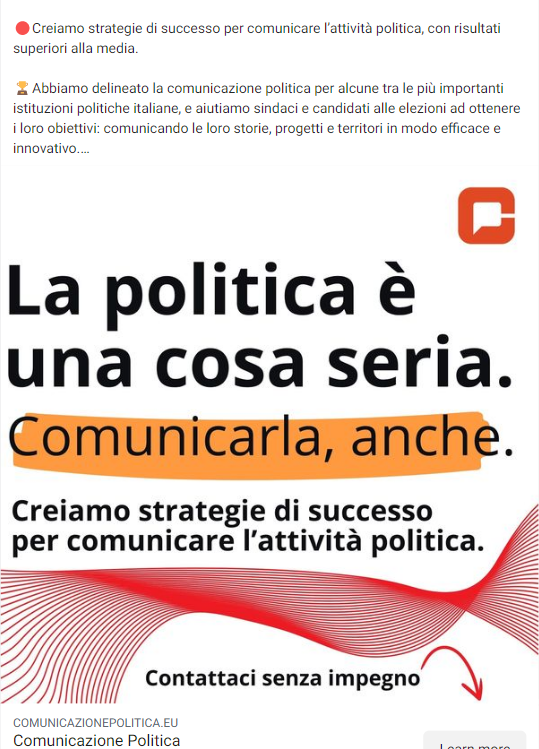 🔴Creiamo strategie di successo per comunicare l'attività politica, con risultati
superiori alla media.
🏆Abbiamo delineato la comunicazione politica per alcune tra le più importanti
istituzioni politiche italiane, e aiutiamo sindaci e candidati alle elezioni ad ottenere
i loro obiettivi: comunicando le loro storie, progetti e territori in modo efficace e
innovativo.…
La politica è
una cosa seria.
Comunicarla, anche.
Creiamo strategie di successo
per comunicare l'attività politica.
Contattaci senza impegno
COMUNICAZIONEPOLITICA.EU
Comunicazione Politica
Learn more